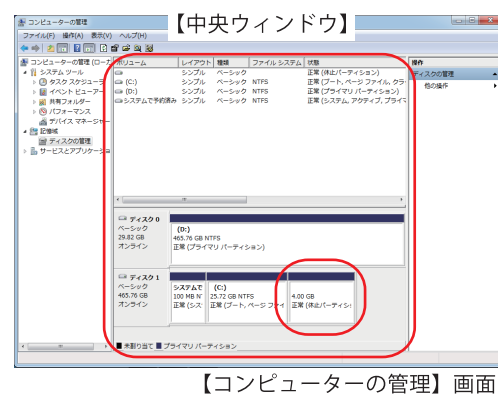 【中央ウィンドウ】
コンピューターの管理
ファイル(F) 操作(A) 表示(V) ヘルプ(H)
コンピューターの管理 (ローカ
システム ツール
タスク スケジューラ
イベント ビューアー
共有フォルダー
パフォーマンス
デバイス マネージャー
記憶域
ディスクの管理
サービスとアプリケーショ
ボリューム レイアウト 種類 ファイル システム 状態
シンプル ベーシック 正常 (休止パーティション)
(C:) シンプル ベーシック NTFS 正常 (ブート, ページ ファイル, クラ
(D:) シンプル ベーシック NTFS 正常 (プライマリ パーティション)
システムで予約済み シンプル ベーシック NTFS 正常 (システム, アクティブ, プライマ
操作
ディスクの管理
他の操作
ディスク 0
ベーシック
29.82 GB
オンライン
(D:)
465.76 GB NTFS
正常 (プライマリ パーティション)
ディスク 1
ベーシック
465.76 GB
オンライン
システムで
100 MB N'
正常 (シス·
(C:)
25.72 GB NTFS
正常 (ブート, ページ ファイ
4.00 GB
正常 (休止パーティシ:
未割り当て プライマリ パーティション
【コンピューターの管理】画面